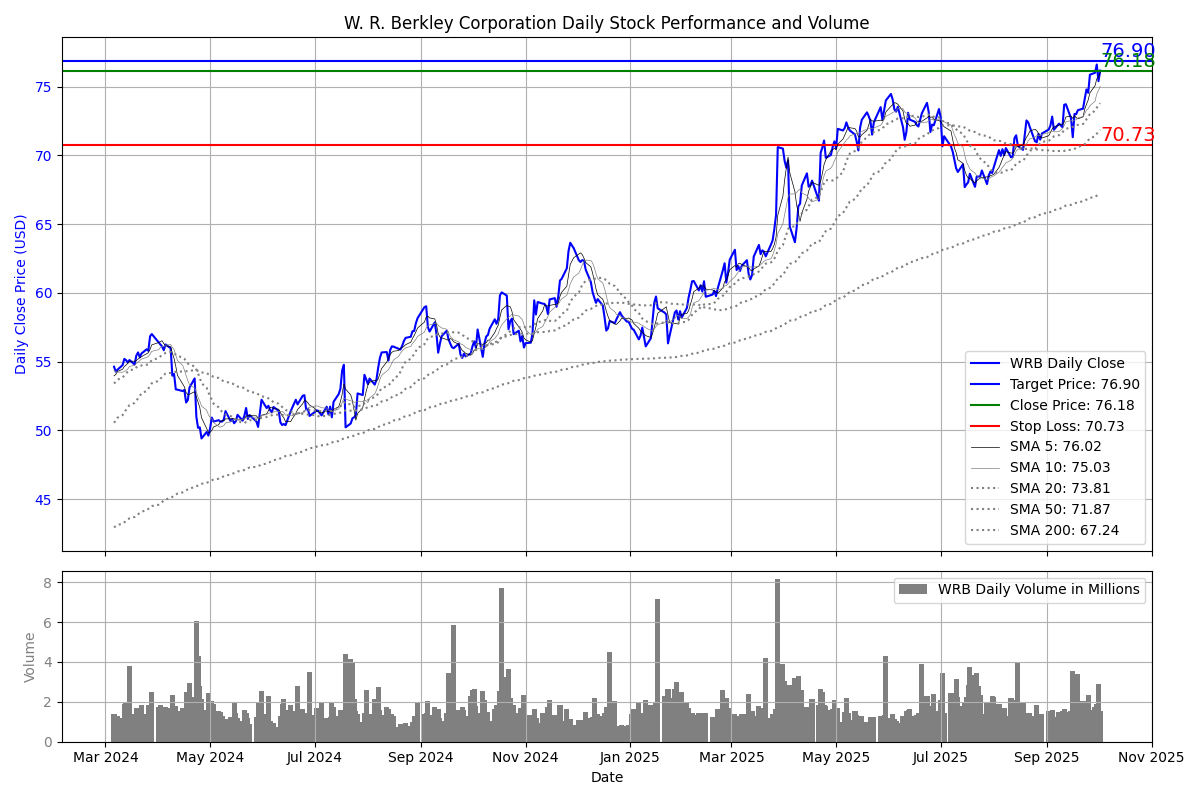 W. R. Berkley Corporation Daily Stock Performance and Volume
76.90
76.18
75
70.73
70
65
60
55
50
45
Daily Close Price (USD)
WRB Daily Close
Target Price: 76.90
Close Price: 76.18
Stop Loss: 70.73
SMA 5: 76.02
SMA 10: 75.03
SMA 20: 73.81
SMA 50: 71.87
SMA 200: 67.24
8
6
4
2
0
Volume
WRB Daily Volume in Millions
Mar 2024 May 2024 Jul 2024 Sep 2024 Nov 2024 Jan 2025 Mar 2025 May 2025 Jul 2025 Sep 2025 Nov 2025
Date